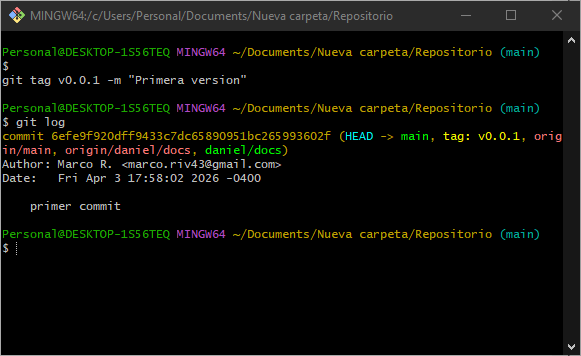 MINGW64:/c/Users/Personal/Documents/Nueva carpeta/Repositorio
Personal@DESKTOP-1S56TEQ MINGW64 ~/Documents/Nueva carpeta/Repositorio (main)
$
git tag v0.0.1 -m "Primera version"
Personal@DESKTOP-1S56TEQ MINGW64 ~/Documents/Nueva carpeta/Repositorio (main)
$ git log
commit 6efe9f920dff9433c7dc65890951bc265993602f (HEAD -> main, tag: v0.0.1, orig
in/main, origin/daniel/docs, daniel/docs)
Author: Marco R. <marco.riv43@gmail.com>
Date:   Fri Apr 3 17:58:02 2026 -0400
    primer commit
Personal@DESKTOP-1S56TEQ MINGW64 ~/Documents/Nueva carpeta/Repositorio (main)
$